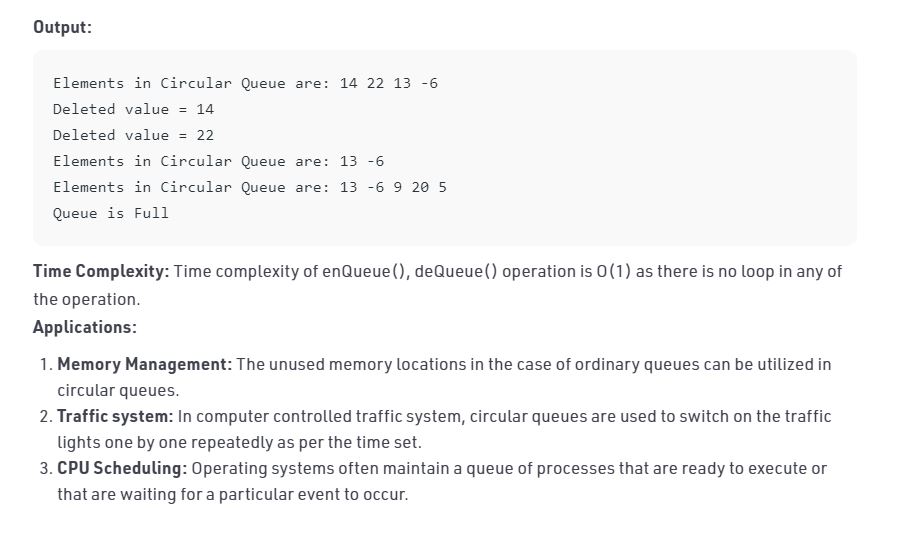 Output:
Elements in Circular Queue are: 14 22 13 -6
Deleted value = 14
Deleted value = 22
Elements in Circular Queue are: 13 -6
Elements in Circular Queue are: 13 -6 9 20 5
Queue is Full
Time Complexity: Time complexity of enQueue(), deQueue() operation is O(1) as there is no loop in any of
the operation.
Applications:
1. Memory Management: The unused memory locations in the case of ordinary queues can be utilized in
circular queues.
2. Traffic system: In computer controlled traffic system, circular queues are used to switch on the traffic
lights one by one repeatedly as per the time set.
3. CPU Scheduling: Operating systems often maintain a queue of processes that are ready to execute or
that are waiting for a particular event to occur.